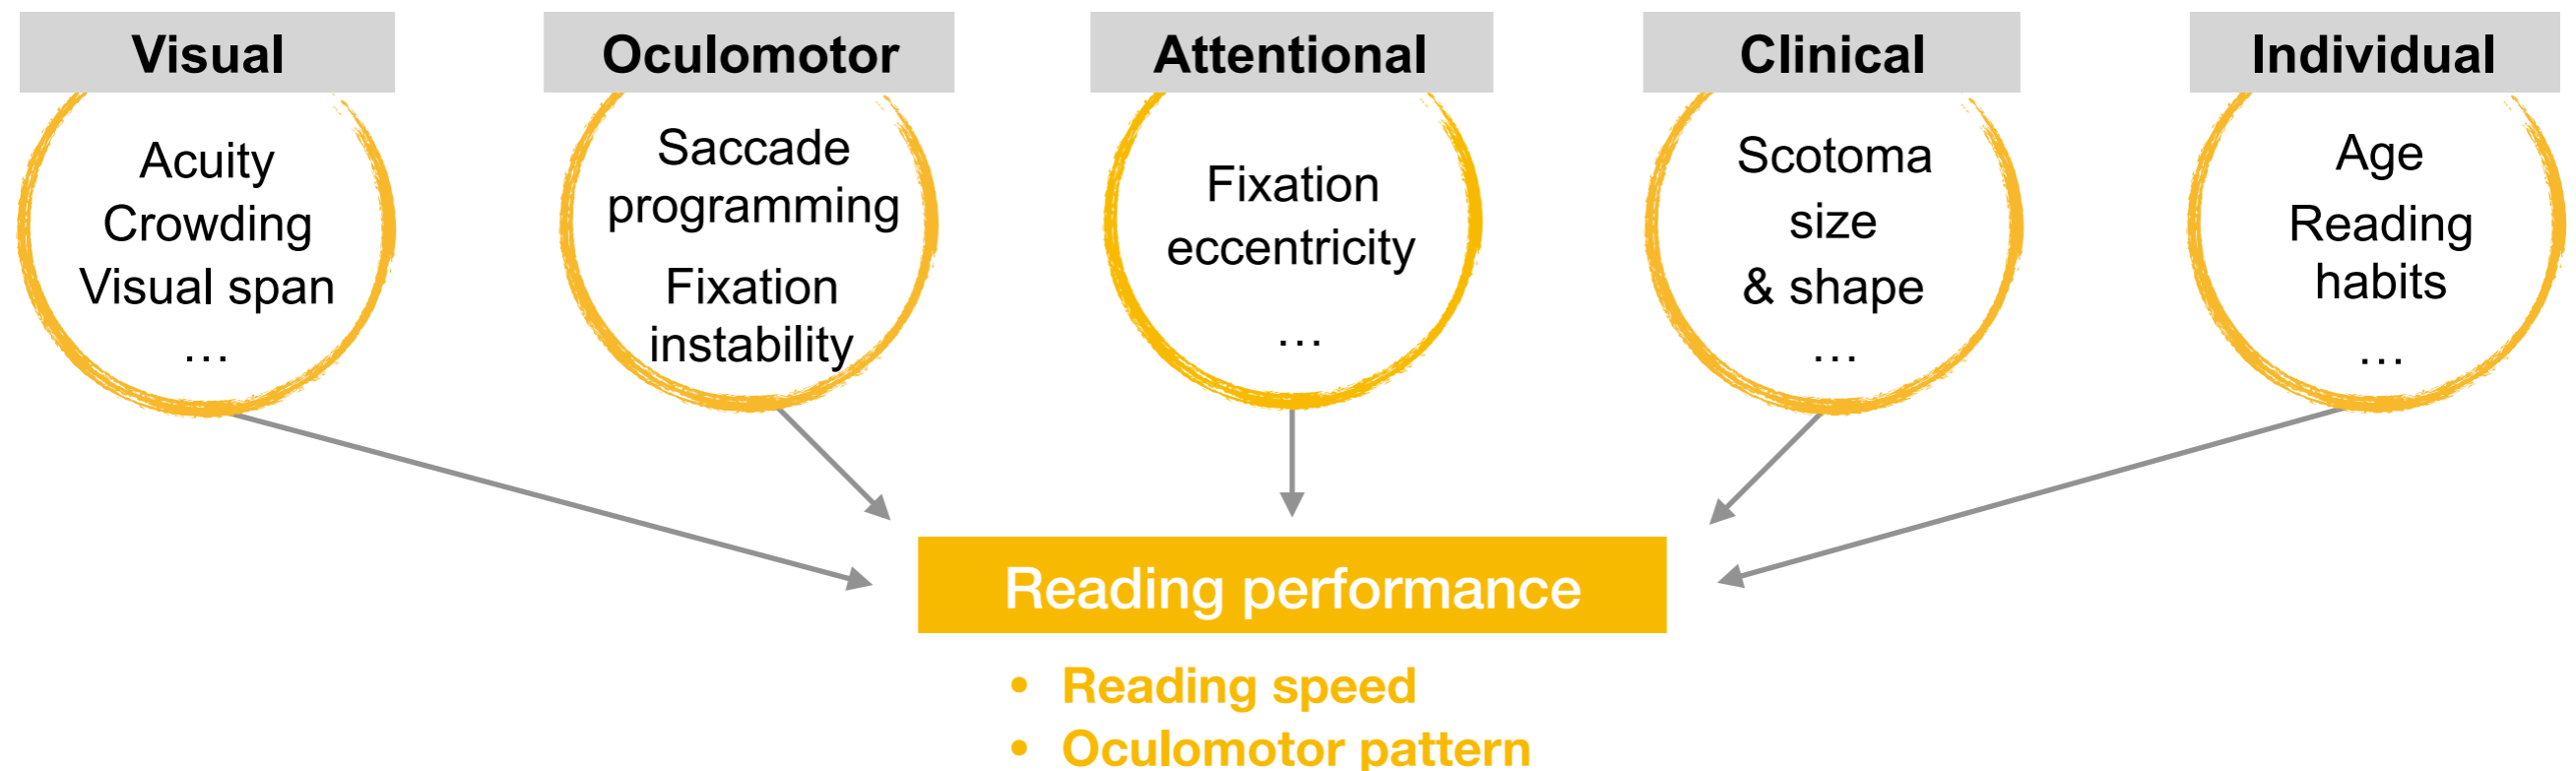 Visual
Acuity
Crowding
Visual span
…
Oculomotor
Saccade
programming
Fixation
instability
Attentional
Fixation
eccentricity
…
Clinical
Scotoma
size
& shape
…
Individual
Age
Reading
habits
…
Reading performance
• Reading speed
• Oculomotor pattern